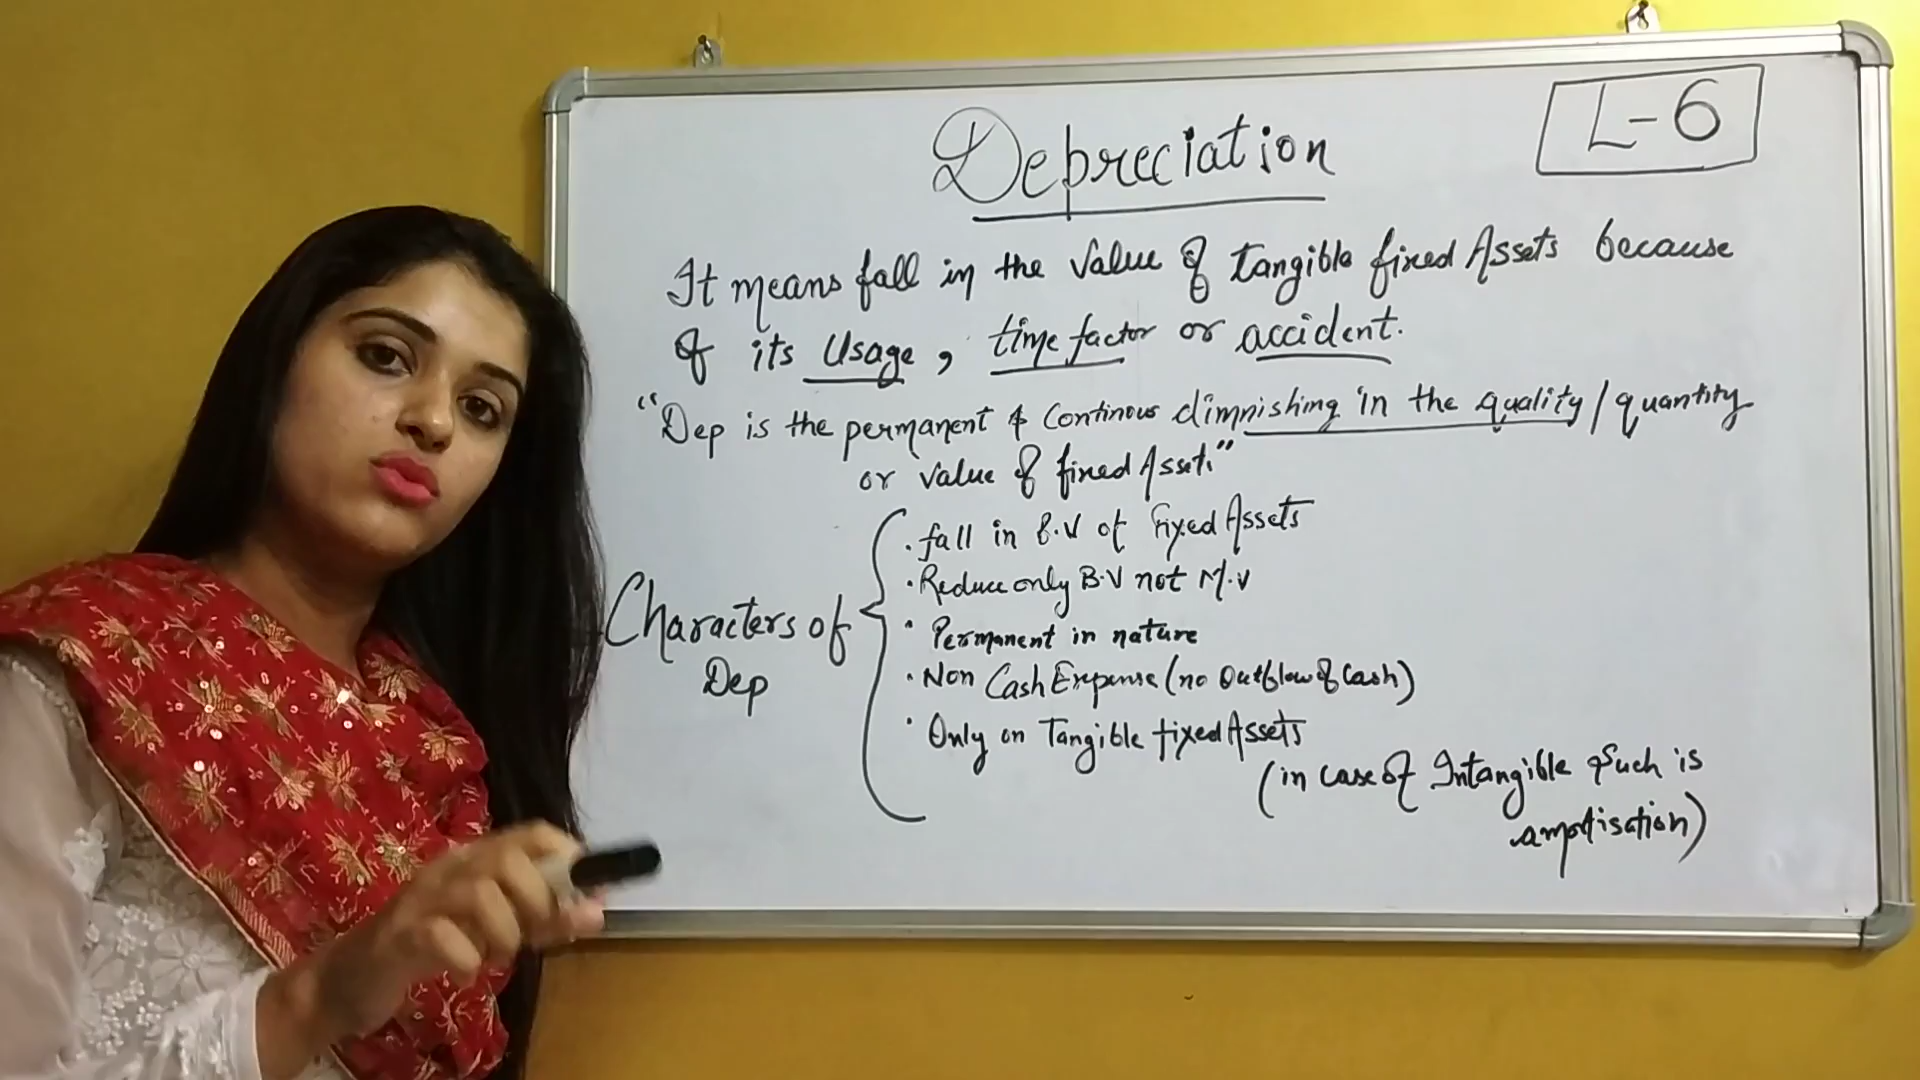 L-6
Depreciation
It means fall in the Value of tangible fixed Assets because
of its Usage, time factor or accident.
"Dep is the permanent & Continous diminishing in the quality/quantity
or value of fixed Asset."
Characters of
Dep
. fall in B.V of Fixed Assets
. Reduce only B.V not M.V
. Permanent in nature
. Non Cash Expense (no Outflow of Cash)
. Only on Tangible fixed Assets
(in case of Intangible Such is
amortisation)